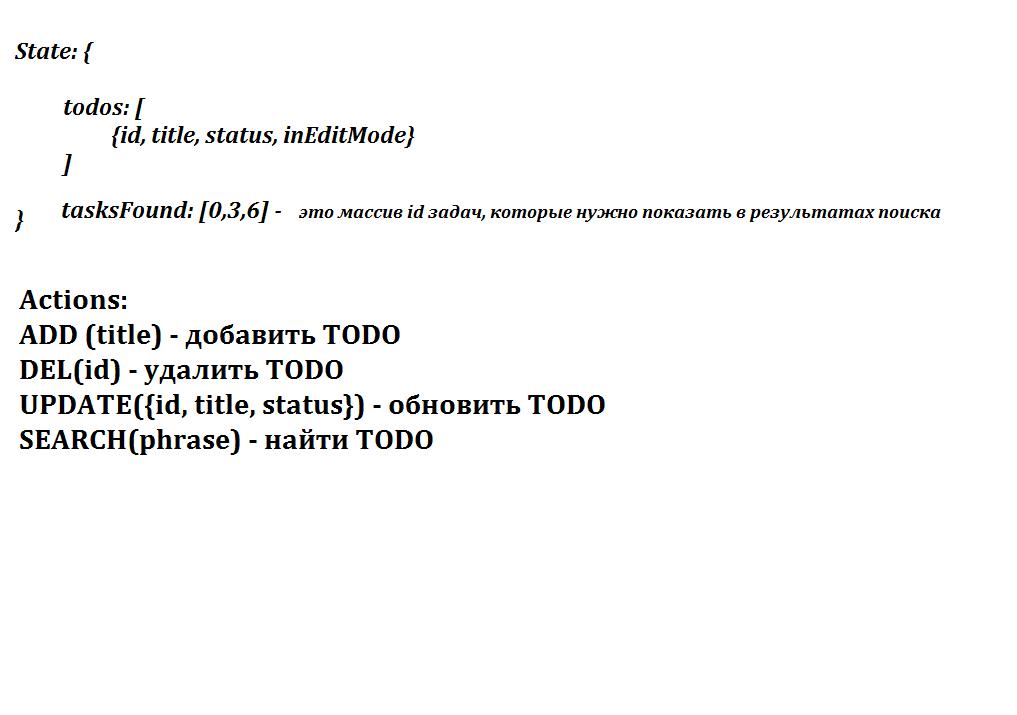 State: {
todos: [
{id, title, status, inEditMode}
]
tasksFound: [0,3,6] - это массив id задач, которые нужно показать в результатах поиска
}
Actions:
ADD (title) - добавить TODO
DEL(id) - удалить TODO
UPDATE({id, title, status}) - обновить TODO
SEARCH(phrase) - найти TODO